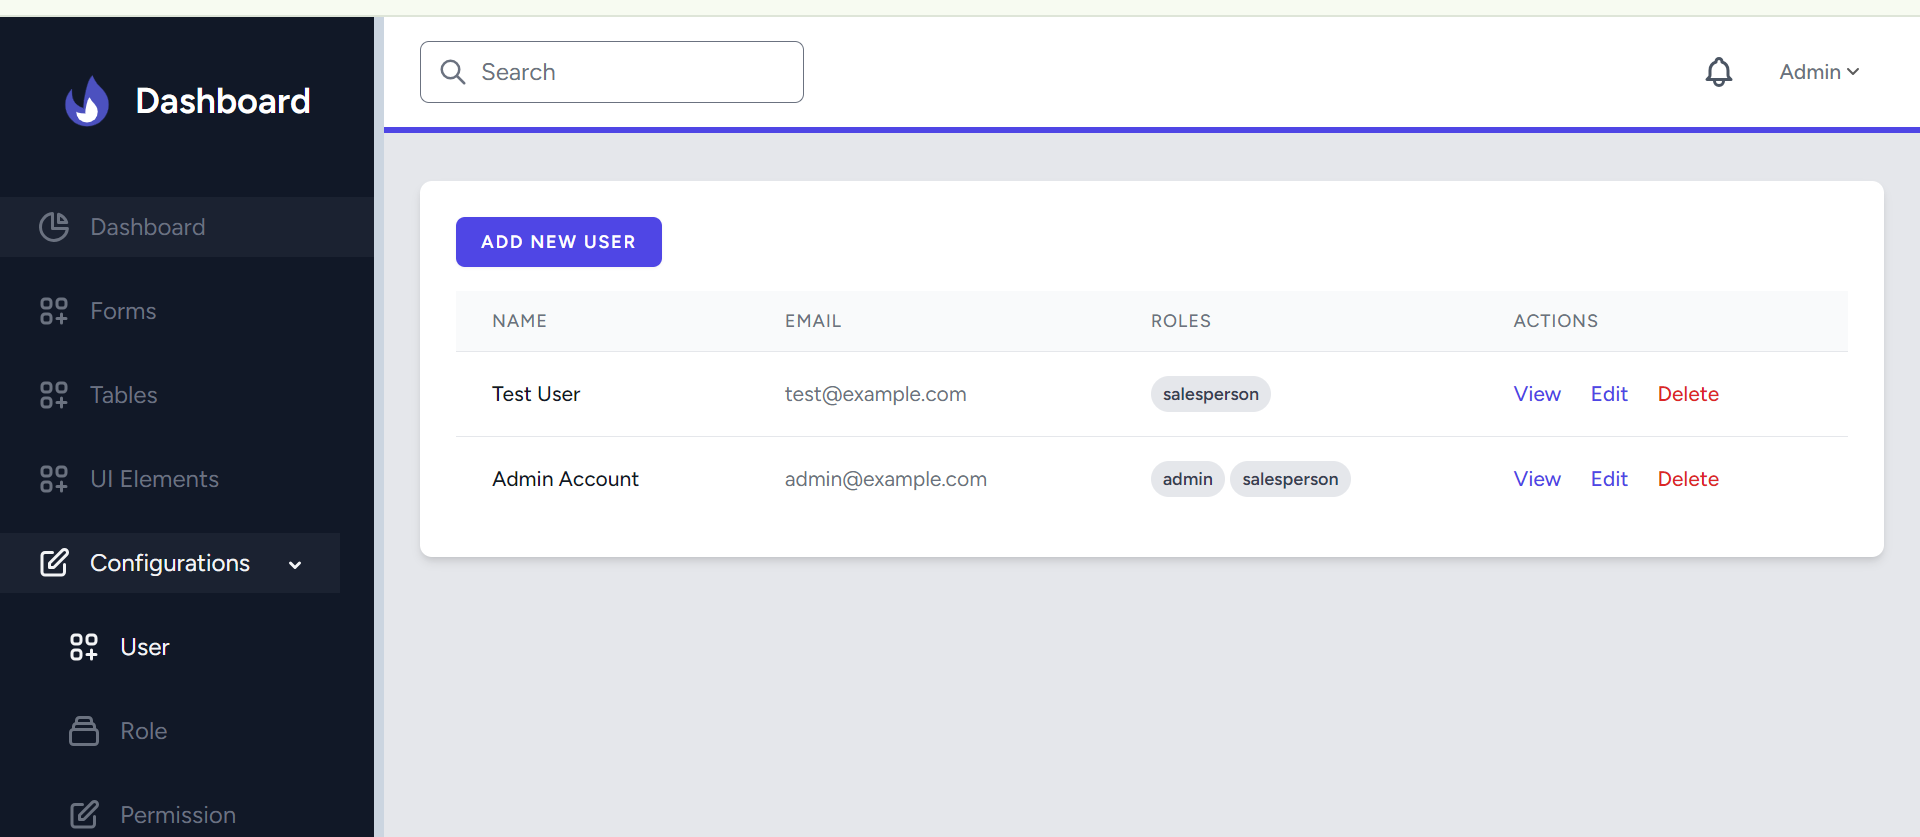 Dashboard
Dashboard
Forms
Tables
UI Elements
Configurations
User
Role
Permission
Search
Admin
ADD NEW USER
NAME EMAIL ROLES ACTIONS
Test User test@example.com salesperson View Edit Delete
Admin Account admin@example.com admin salesperson View Edit Delete